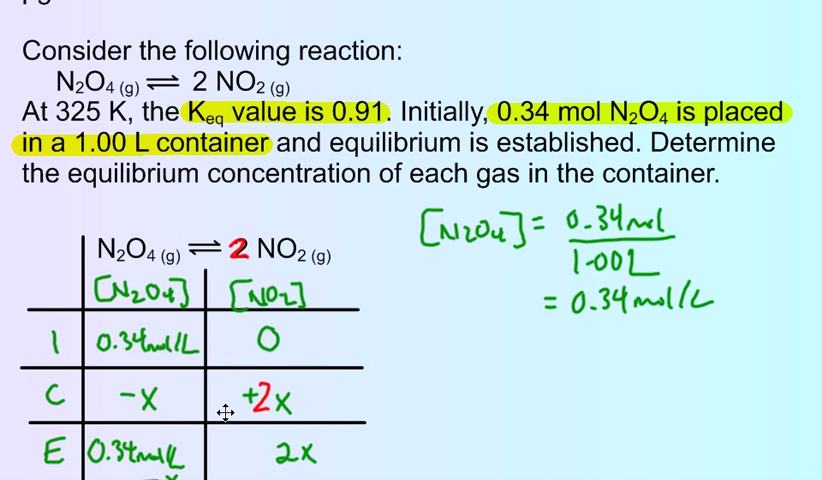 Consider the following reaction:
N₂O₄ (g) ⇌ 2 NO₂ (g)
At 325 K, the Keq value is 0.91. Initially, 0.34 mol N₂O₄ is placed
in a 1.00 L container and equilibrium is established. Determine
the equilibrium concentration of each gas in the container.
[N₂O₄] = 0.34 mol
1.00 L
= 0.34 mol/L
N₂O₄ (g) ⇌ 2 NO₂ (g)
[N₂O₄] [NO₂]
I 0.34 mol/L 0
C -x +2x
E 0.34 mol/L 2x